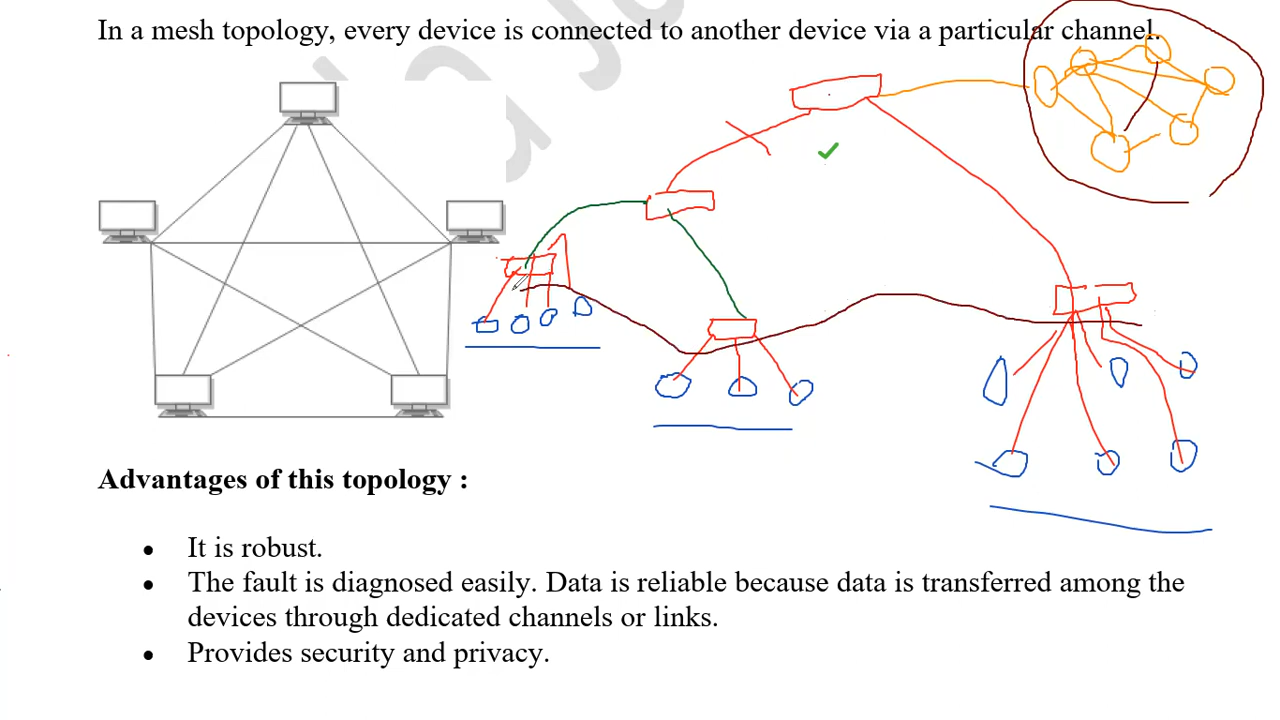 In a mesh topology, every device is connected to another device via a particular channel.
Advantages of this topology :
• It is robust.
• The fault is diagnosed easily. Data is reliable because data is transferred among the
devices through dedicated channels or links.
• Provides security and privacy.